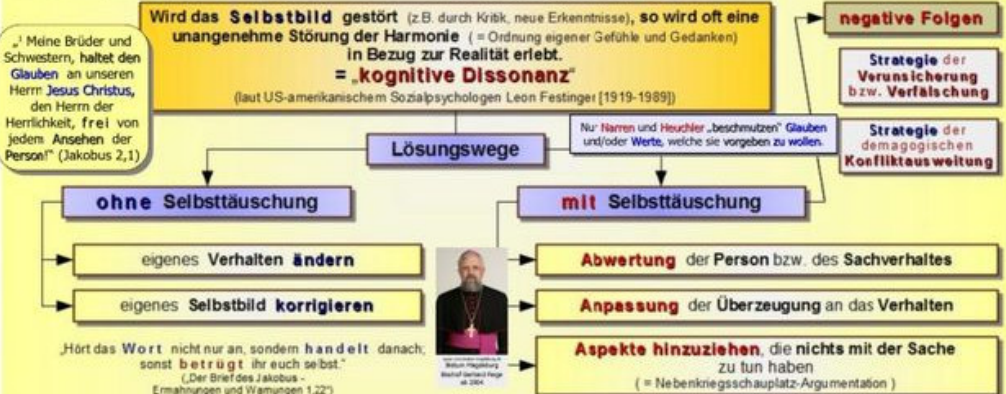 Wird das Selbstbild gestört (z.B. durch Kritik, neue Erkenntnisse), so wird oft eine
unangenehme Störung der Harmonie ( = Ordnung eigener Gefühle und Gedanken)
in Bezug zur Realität erlebt.
= „kognitive Dissonanz“
(laut US-amerikanischem Sozialpsychologen Leon Festinger [1919-1989])
„¹ Meine Brüder und
Schwestern, haltet den
Glauben an unseren
Herrn Jesus Christus,
den Herrn der
Herrlichkeit, frei von
jedem Ansehen der
Person!“ (Jakobus 2,1)
negative Folgen
Strategie der
Verunsicherung
bzw. Verfälschung
Strategie der
demagogischen
Konfliktausweitung
Nur Narren und Heuchler „beschmutzen“ Glauben
und/oder Werte, welche sie vorgeben zu wollen.
Lösungswege
ohne Selbsttäuschung
mit Selbsttäuschung
eigenes Verhalten ändern
eigenes Selbstbild korrigieren
„Hört das Wort nicht nur an, sondern handelt danach;
sonst betrügt ihr euch selbst.“
(„Der Brief des Jakobus -
Ermahnungen und Warnungen 1,22“)
Bistum Magdeburg
Bischof Gerhard Feige
ab 2004
Abwertung der Person bzw. des Sachverhaltes
Anpassung der Überzeugung an das Verhalten
Aspekte hinzuziehen, die nichts mit der Sache
zu tun haben
( = Nebenkriegsschauplatz-Argumentation )